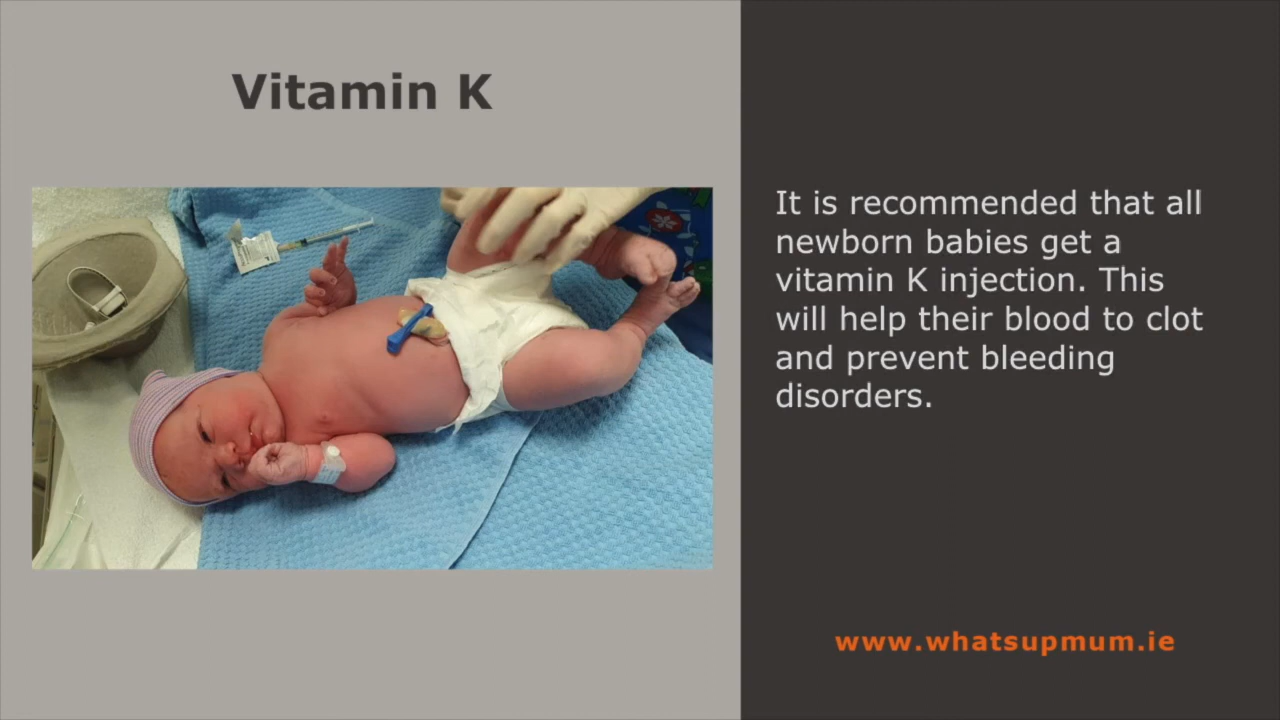 Vitamin K
It is recommended that all
newborn babies get a
vitamin K injection. This
will help their blood to clot
and prevent bleeding
disorders.
www.whatsupmum.ie